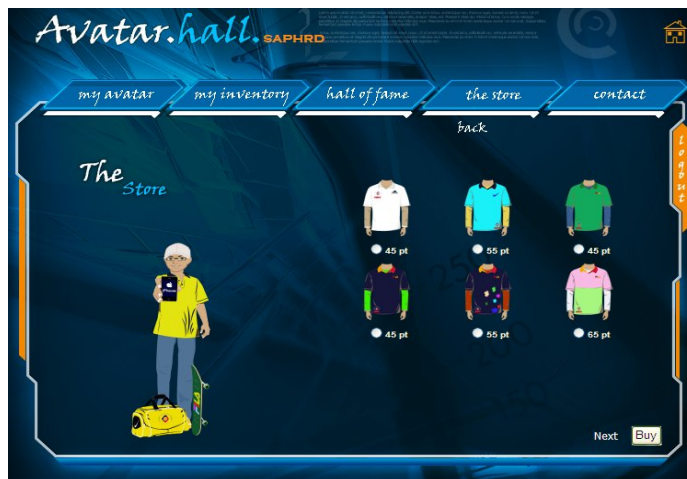 Avatar.hall. SAPHRD
my avatar
my inventory
hall of fame
the store
contact
back
logout
The
Store
45 pt
55 pt
45 pt
45 pt
55 pt
65 pt
iPhone
Next
Buy